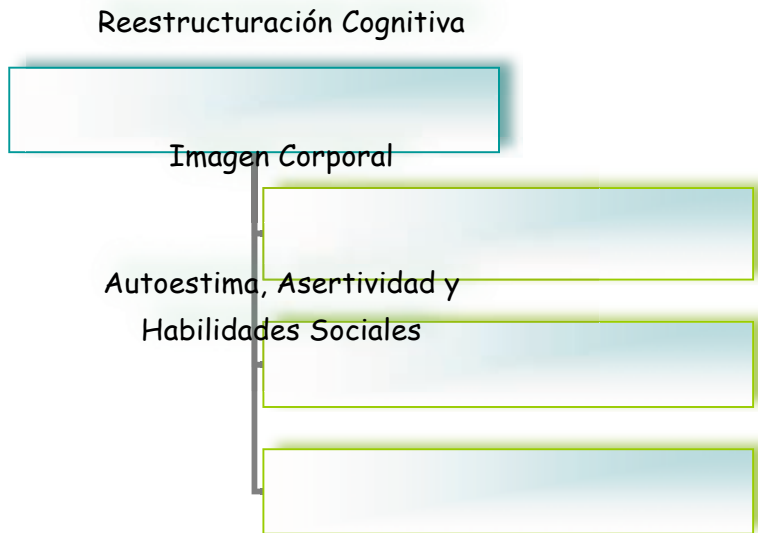 Reestructuración Cognitiva
Imagen Corporal
Autoestima, Asertividad y
Habilidades Sociales